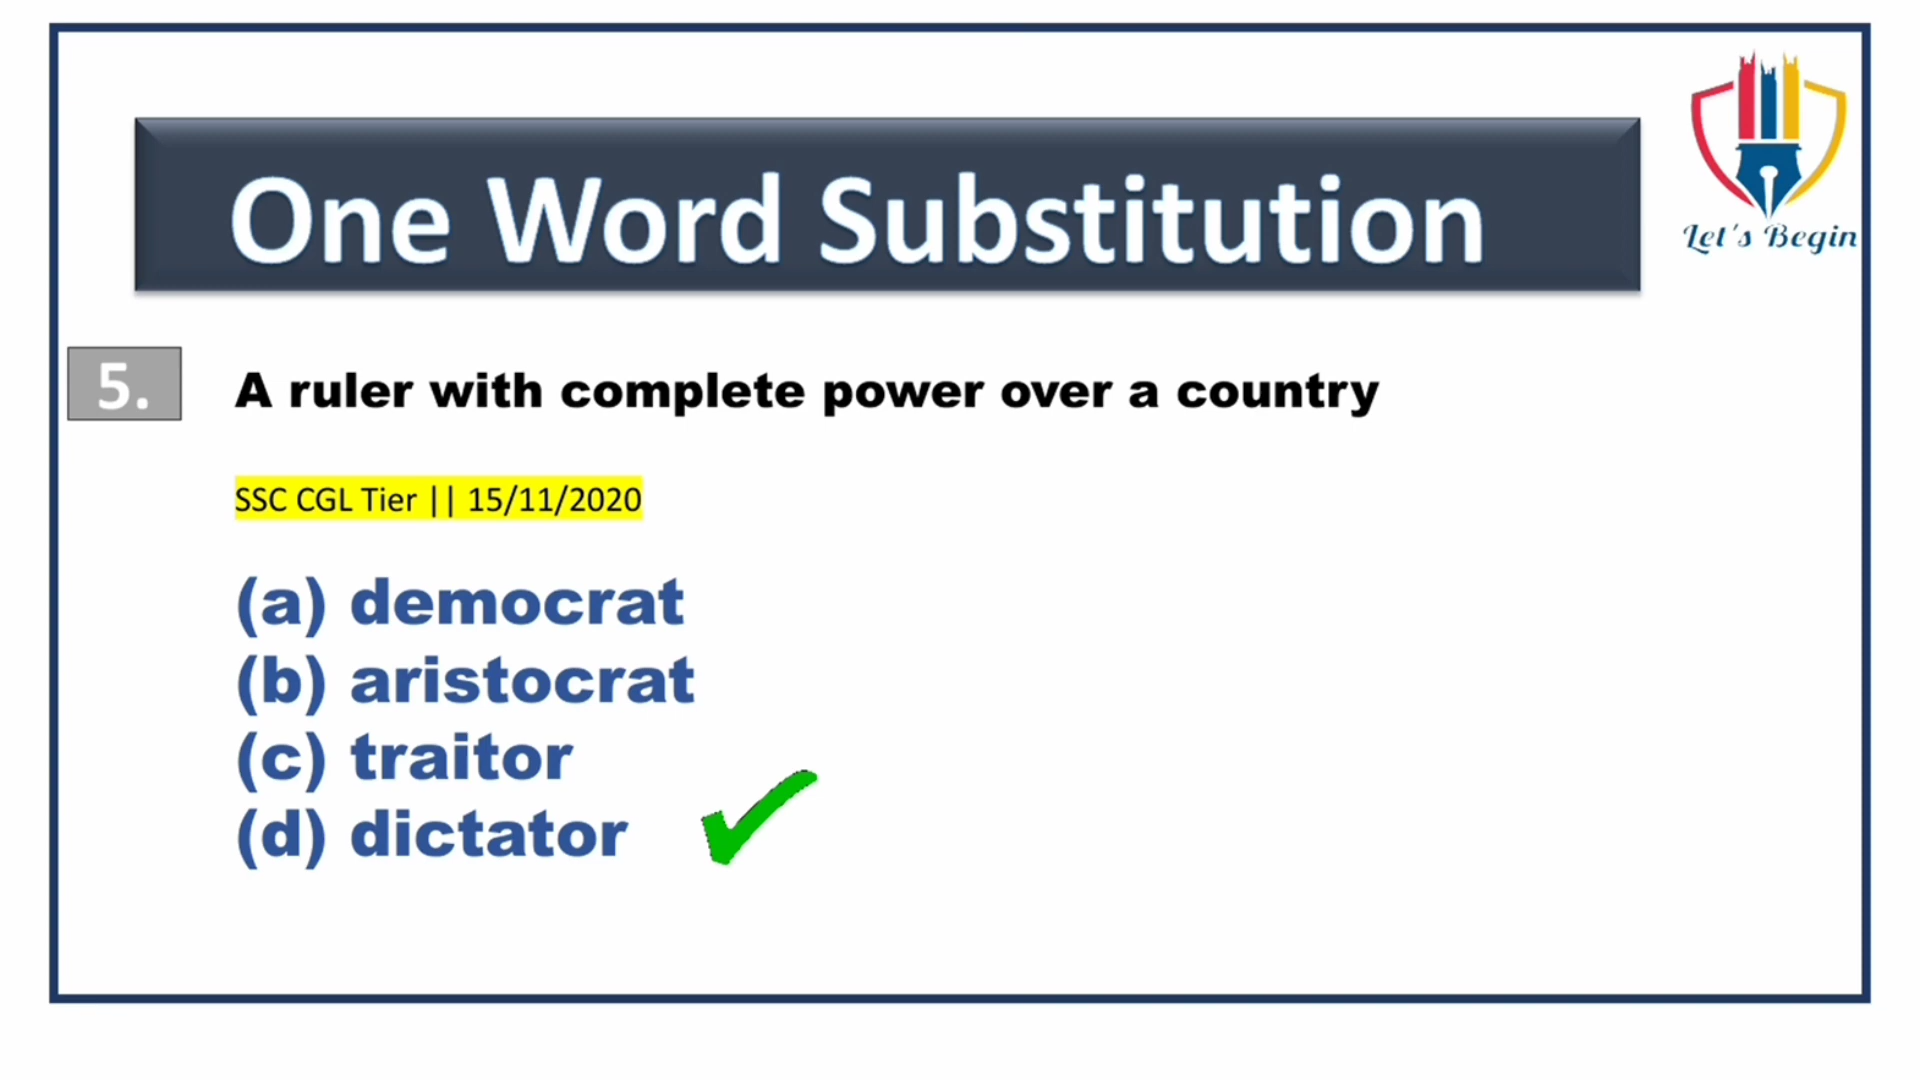 One Word Substitution
Let's Begin
5. A ruler with complete power over a country
SSC CGL Tier || 15/11/2020
(a) democrat
(b) aristocrat
(c) traitor
(d) dictator